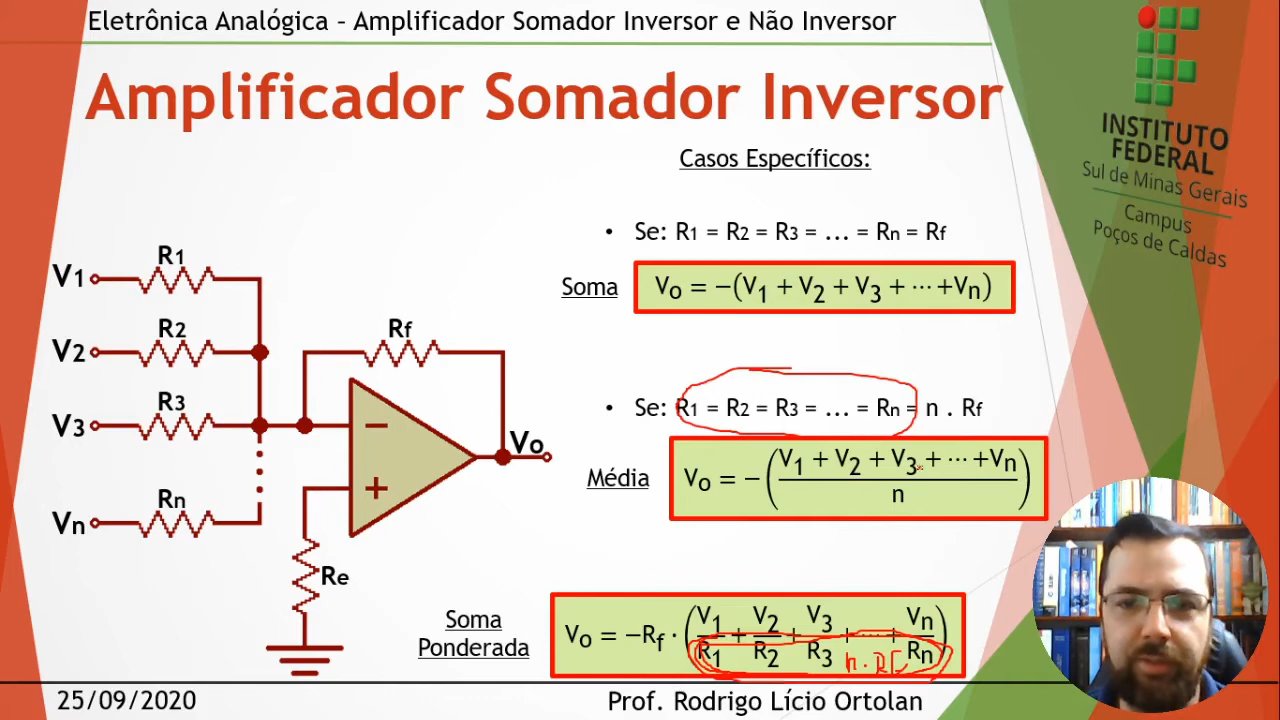 Eletrônica Analógica – Amplificador Somador Inversor e Não Inversor
Amplificador Somador Inversor
INSTITUTO
FEDERAL
Sul de Minas Gerais
Campus
Poços de Caldas
Casos Específicos:
• Se: R1 = R2 = R3 = ... = Rn = Rf
Soma
Vo = −(V1 + V2 + V3 + ⋯ +Vn)
• Se: R1 = R2 = R3 = ... = Rn = n . Rf
Média
Vo = −((V1 + V2 + V3 + ⋯ +Vn)/n)
Soma
Ponderada
Vo = −Rf · (V1/R1 + V2/R2 + V3/R3 + ⋯ + Vn/Rn)
n. RF
V1
R1
V2
R2
V3
R3
Vn
Rn
Rf
−
+
Vo
Re
25/09/2020
Prof. Rodrigo Lício Ortolan